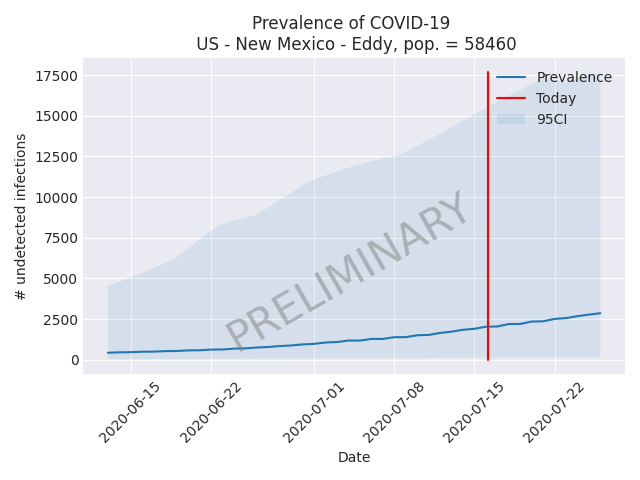 Prevalence of COVID-19
US - New Mexico - Eddy, pop. = 58460
17500
15000
12500
10000
7500
5000
2500
0
# undetected infections
Prevalence
Today
95CI
PRELIMINARY
2020-06-15
2020-06-22
2020-07-01
2020-07-08
2020-07-15
2020-07-22
Date